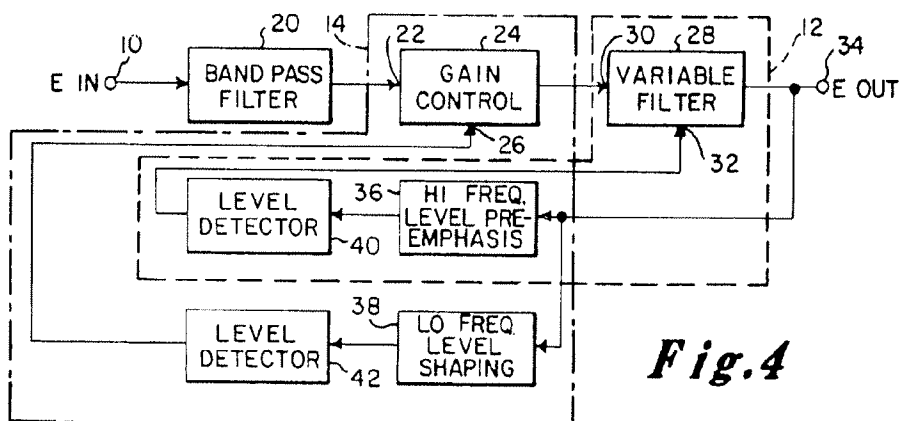 20
14
24
28
12
10
22
30
34
E IN
BAND PASS
FILTER
GAIN
CONTROL
VARIABLE
FILTER
E OUT
26
32
36
LEVEL
DETECTOR
HI FREQ.
LEVEL PRE-
EMPHASIS
40
38
LEVEL
DETECTOR
LO FREQ.
LEVEL
SHAPING
42
Fig.4